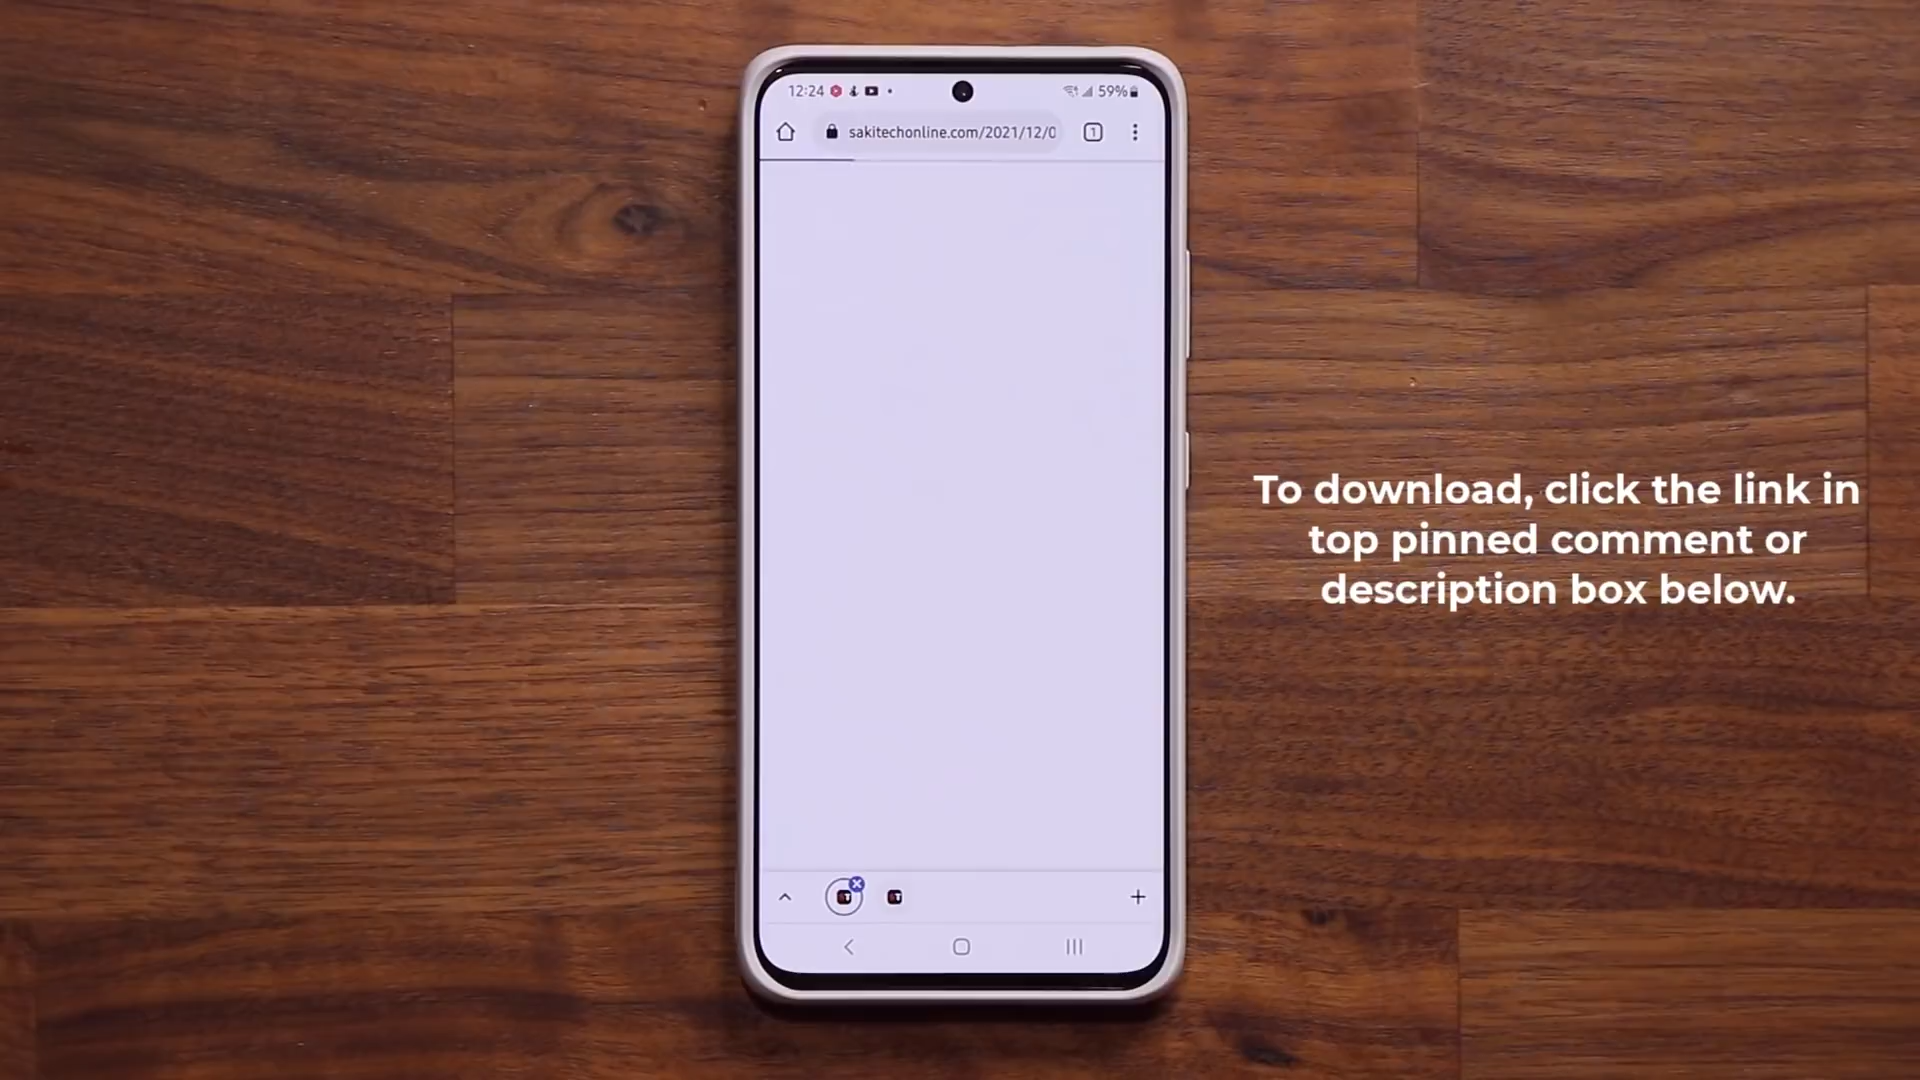 12:24
59%
sakitechonline.com/2021/12/0
1
To download, click the link in
top pinned comment or
description box below.